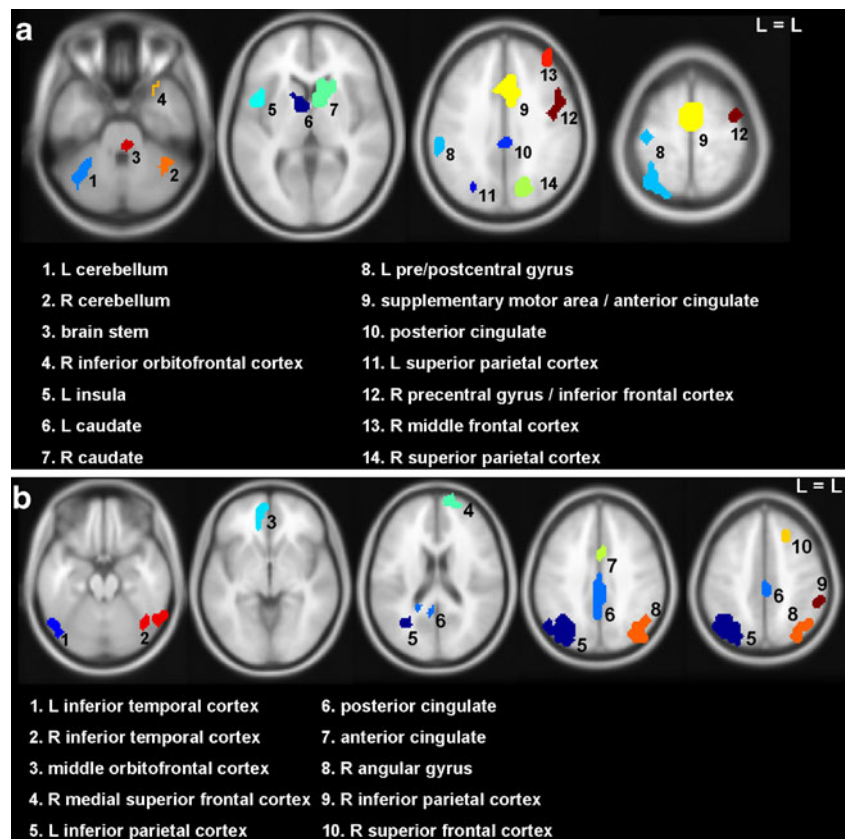 a
L = L
4
3
1
2
5
6
7
13
9
12
8
10
11
14
9
12
8
1. L cerebellum
2. R cerebellum
3. brain stem
4. R inferior orbitofrontal cortex
5. L insula
6. L caudate
7. R caudate
8. L pre/postcentral gyrus
9. supplementary motor area / anterior cingulate
10. posterior cingulate
11. L superior parietal cortex
12. R precentral gyrus / inferior frontal cortex
13. R middle frontal cortex
14. R superior parietal cortex
b
L = L
1
2
3
4
5
6
7
6
8
5
10
9
6
8
5
1. L inferior temporal cortex
2. R inferior temporal cortex
3. middle orbitofrontal cortex
4. R medial superior frontal cortex
5. L inferior parietal cortex
6. posterior cingulate
7. anterior cingulate
8. R angular gyrus
9. R inferior parietal cortex
10. R superior frontal cortex